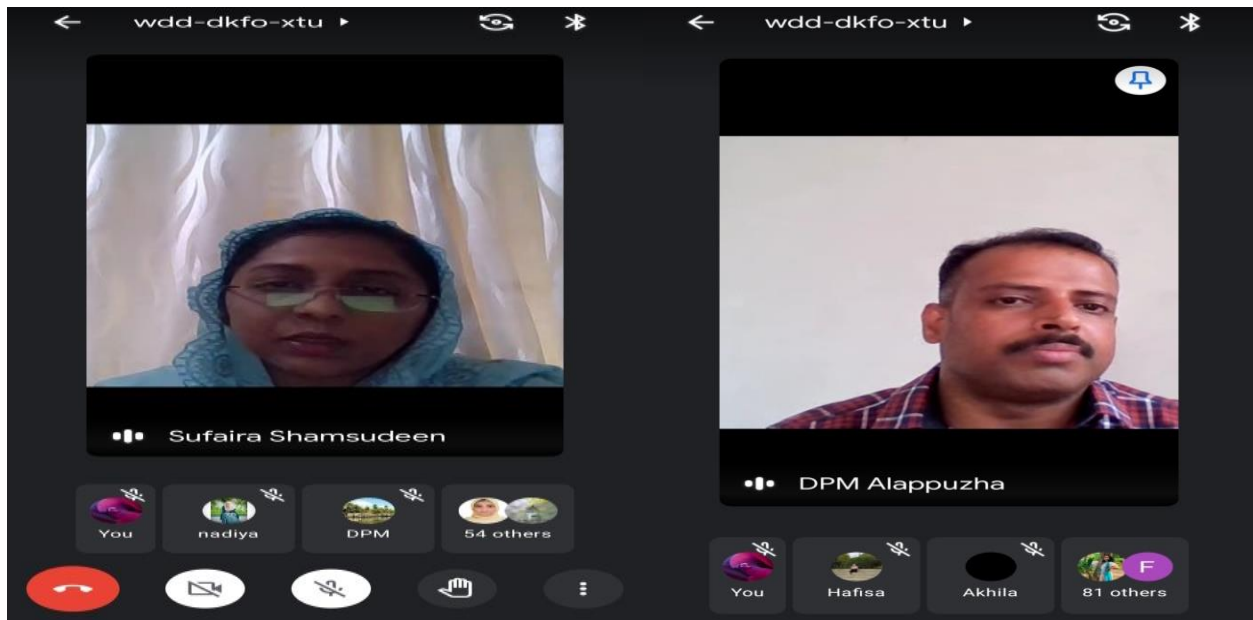 wdd-dkfo-xtu
Sufaira Shamsudeen
You
nadiya
DPM
54 others
wdd-dkfo-xtu
DPM Alappuzha
F
You
Hafisa
Akhila
81 others